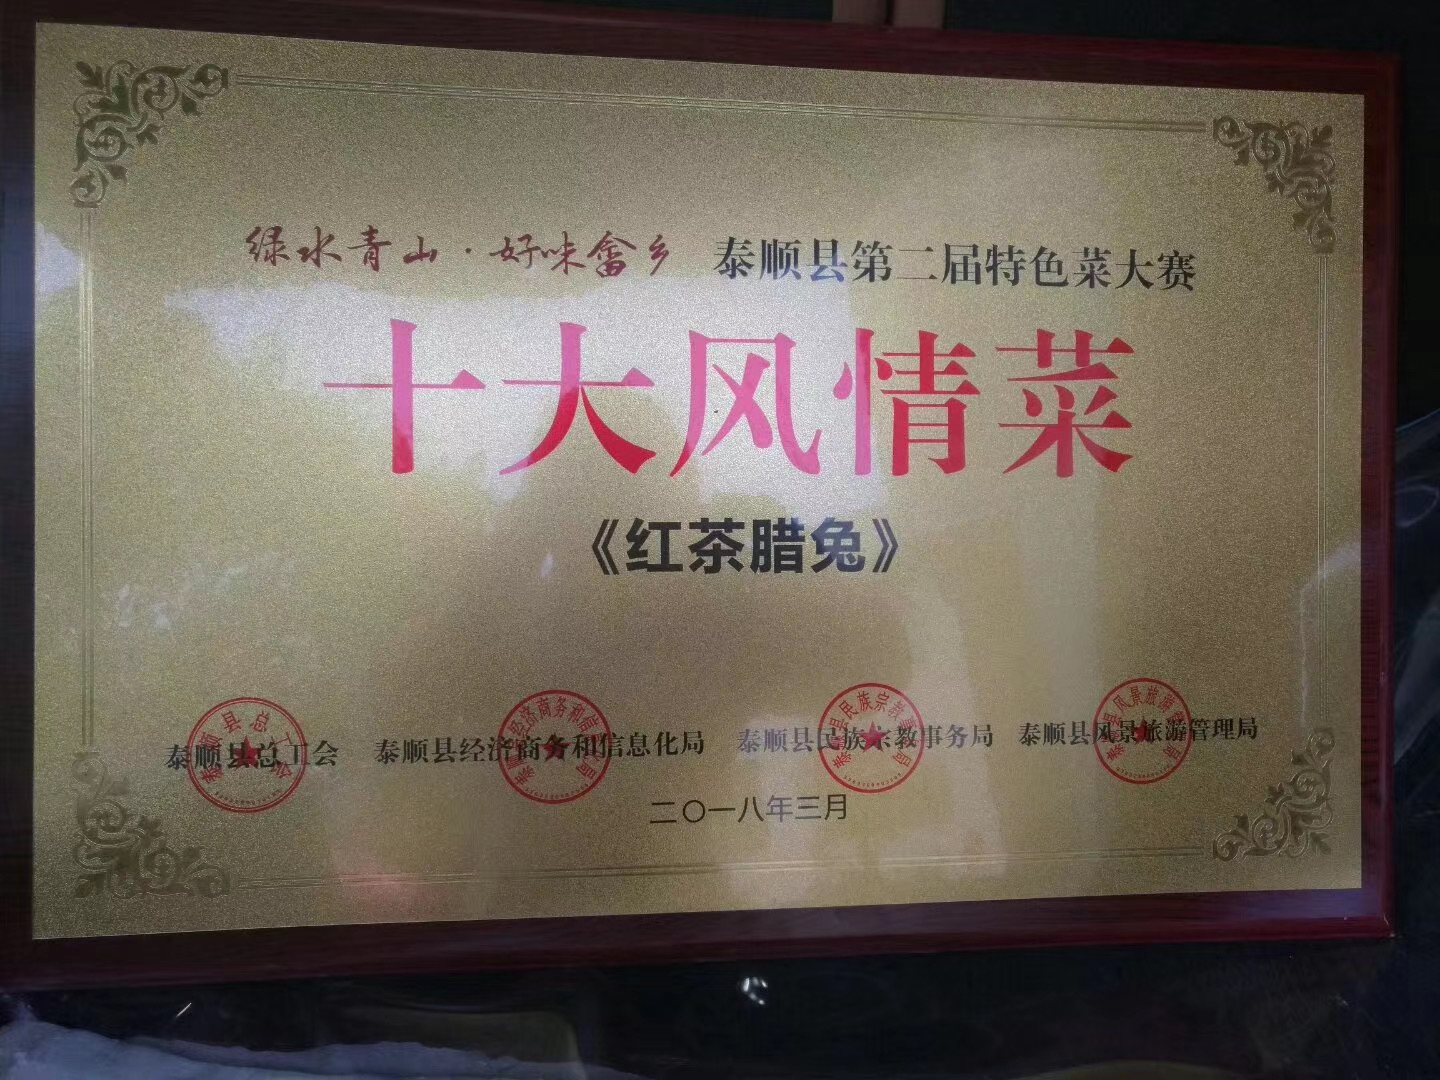 绿水青山·好味畲乡 泰顺县第二届特色菜大赛
十大风情菜
《红茶腊兔》
泰顺县总工会 泰顺县经济商务和信息化局 泰顺县民族宗教事务局 泰顺县风景旅游管理局
二〇一八年三月